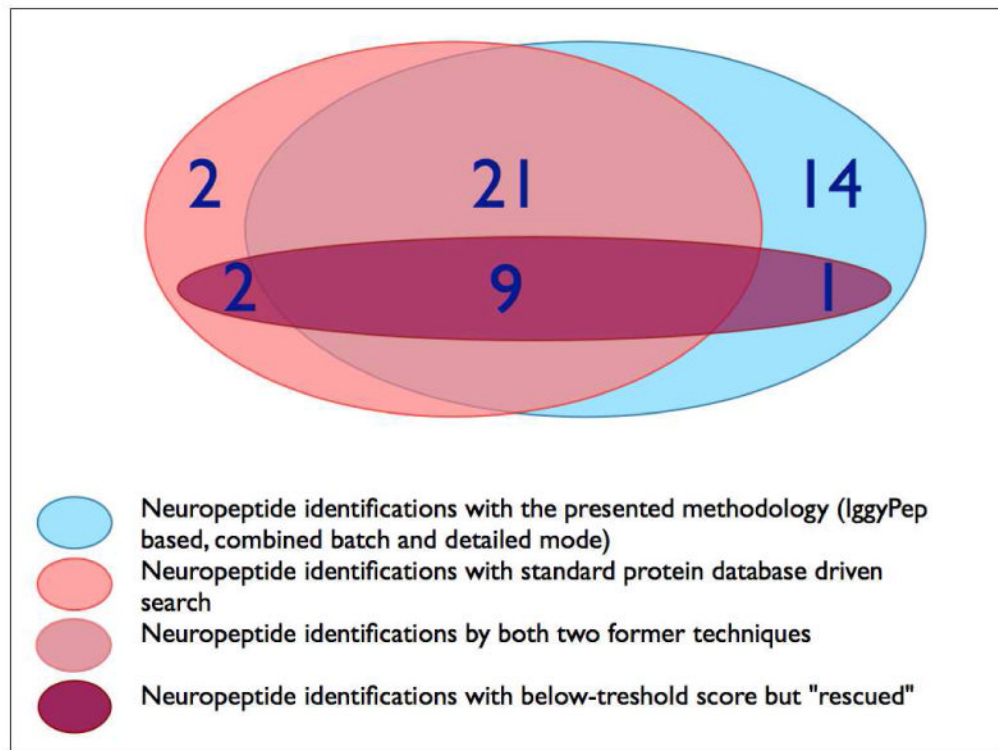 2
21
14
2
9
1
Neuropeptide identifications with the presented methodology (IggyPep
based, combined batch and detailed mode)
Neuropeptide identifications with standard protein database driven
search
Neuropeptide identifications by both two former techniques
Neuropeptide identifications with below-treshold score but "rescued"